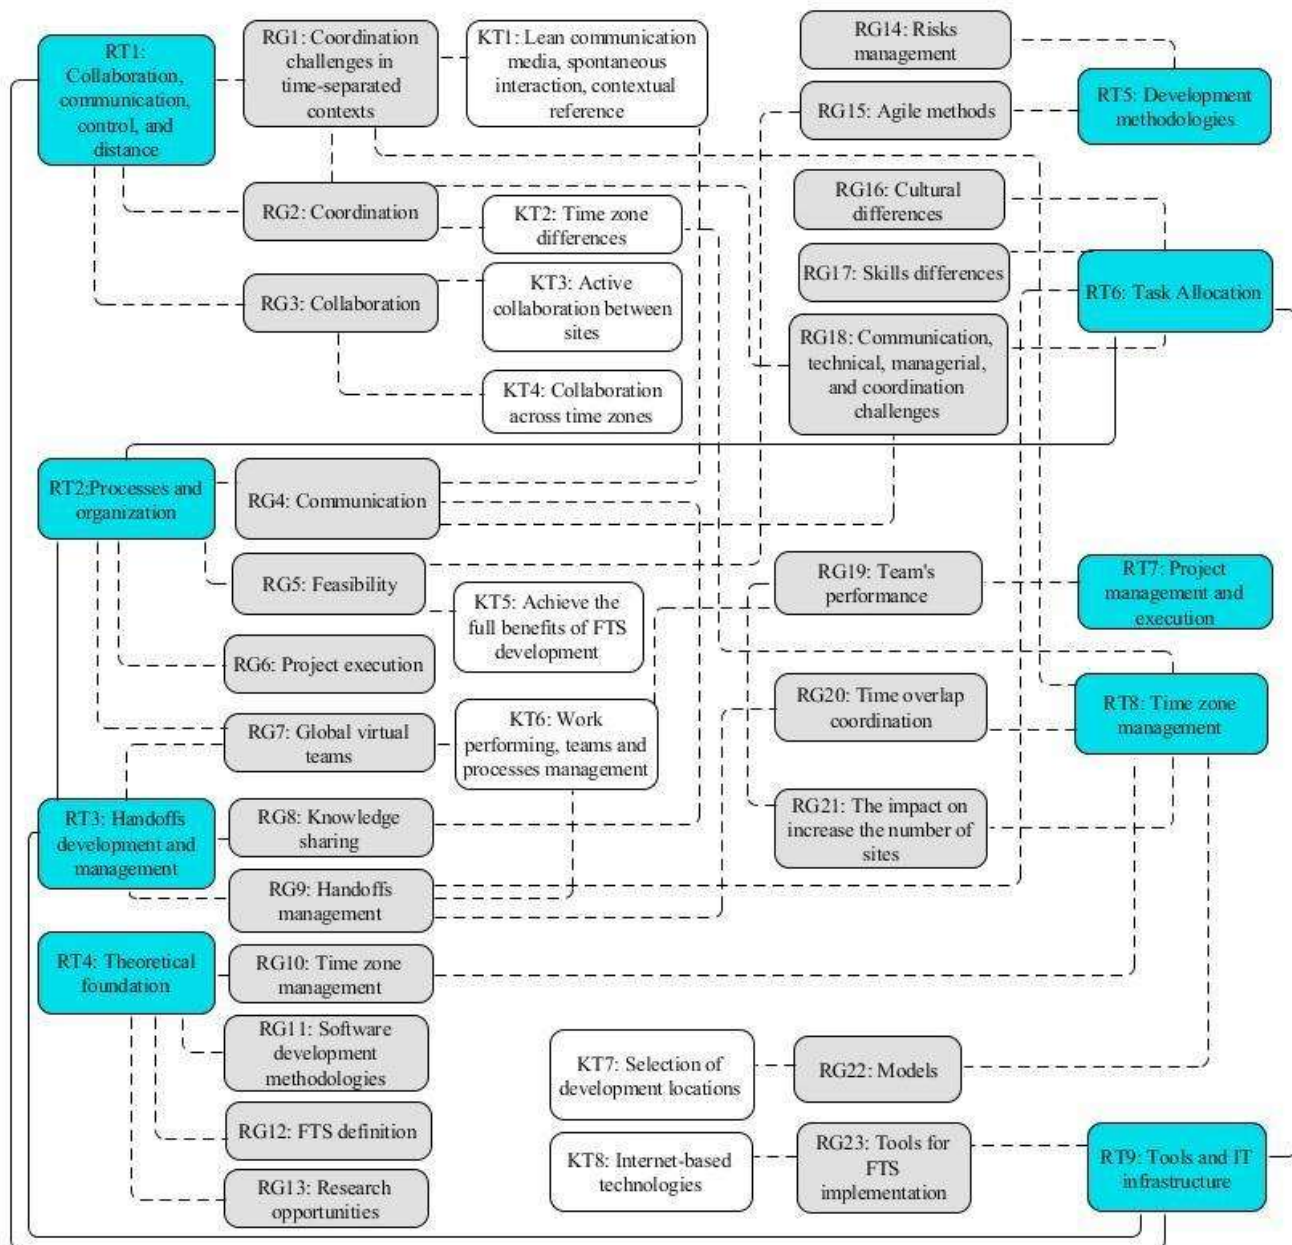 RT1:
Collaboration,
communication,
control, and
distance
RG1: Coordination
challenges in
time-separated
contexts
KT1: Lean communication
media, spontaneous
interaction, contextual
reference
RG2: Coordination
KT2: Time zone
differences
RG3: Collaboration
KT3: Active
collaboration between
sites
KT4: Collaboration
across time zones
RG14: Risks
management
RG15: Agile methods
RT5: Development
methodologies
RG16: Cultural
differences
RG17: Skills differences
RT6: Task Allocation
RG18: Communication,
technical, managerial,
and coordination
challenges
RT2:Processes and
organization
RG4: Communication
RG5: Feasibility
KT5: Achieve the
full benefits of FTS
development
RG6: Project execution
RG7: Global virtual
teams
KT6: Work
performing, teams and
processes management
RG19: Team's
performance
RT7: Project
management and
execution
RG20: Time overlap
coordination
RT8: Time zone
management
RG21: The impact on
increase the number of
sites
RT3: Handoffs
development and
management
RG8: Knowledge
sharing
RG9: Handoffs
management
RT4: Theoretical
foundation
RG10: Time zone
management
RG11: Software
development
methodologies
RG12: FTS definition
RG13: Research
opportunities
KT7: Selection of
development locations
RG22: Models
KT8: Internet-based
technologies
RG23: Tools for
FTS
implementation
RT9: Tools and IT
infrastructure